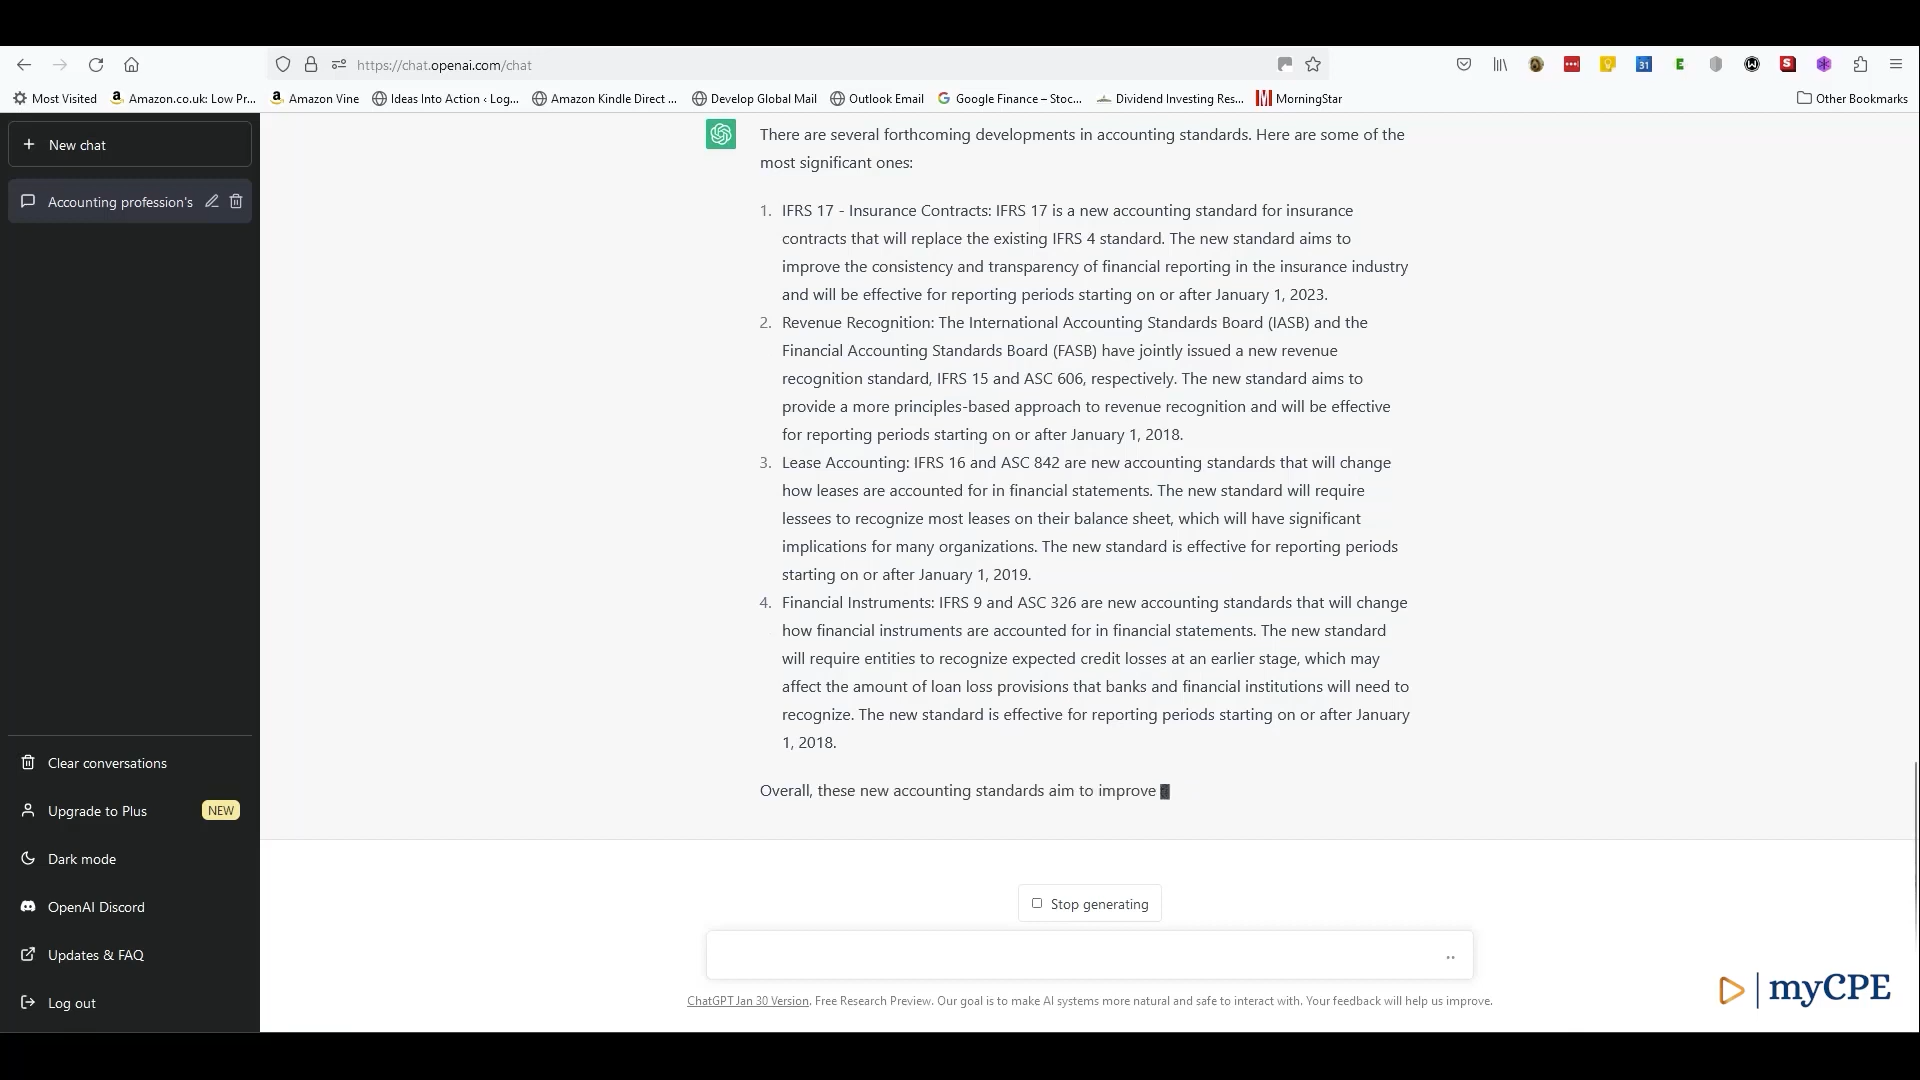 https://chat.openai.com/chat
Most Visited
Amazon.co.uk: Low Pr...
Amazon Vine
Ideas Into Action ‹ Log...
Amazon Kindle Direct ...
Develop Global Mail
Outlook Email
Google Finance – Stoc...
Dividend Investing Res...
MorningStar
Other Bookmarks
New chat
Accounting profession's
There are several forthcoming developments in accounting standards. Here are some of the
most significant ones:
1. IFRS 17 - Insurance Contracts: IFRS 17 is a new accounting standard for insurance
contracts that will replace the existing IFRS 4 standard. The new standard aims to
improve the consistency and transparency of financial reporting in the insurance industry
and will be effective for reporting periods starting on or after January 1, 2023.
2. Revenue Recognition: The International Accounting Standards Board (IASB) and the
Financial Accounting Standards Board (FASB) have jointly issued a new revenue
recognition standard, IFRS 15 and ASC 606, respectively. The new standard aims to
provide a more principles-based approach to revenue recognition and will be effective
for reporting periods starting on or after January 1, 2018.
3. Lease Accounting: IFRS 16 and ASC 842 are new accounting standards that will change
how leases are accounted for in financial statements. The new standard will require
lessees to recognize most leases on their balance sheet, which will have significant
implications for many organizations. The new standard is effective for reporting periods
starting on or after January 1, 2019.
4. Financial Instruments: IFRS 9 and ASC 326 are new accounting standards that will change
how financial instruments are accounted for in financial statements. The new standard
will require entities to recognize expected credit losses at an earlier stage, which may
affect the amount of loan loss provisions that banks and financial institutions will need to
recognize. The new standard is effective for reporting periods starting on or after January
1, 2018.
Overall, these new accounting standards aim to improve
Clear conversations
Upgrade to Plus
NEW
Dark mode
OpenAI Discord
Updates & FAQ
Log out
Stop generating
ChatGPT Jan 30 Version. Free Research Preview. Our goal is to make AI systems more natural and safe to interact with. Your feedback will help us improve.
myCPE
31
E
S